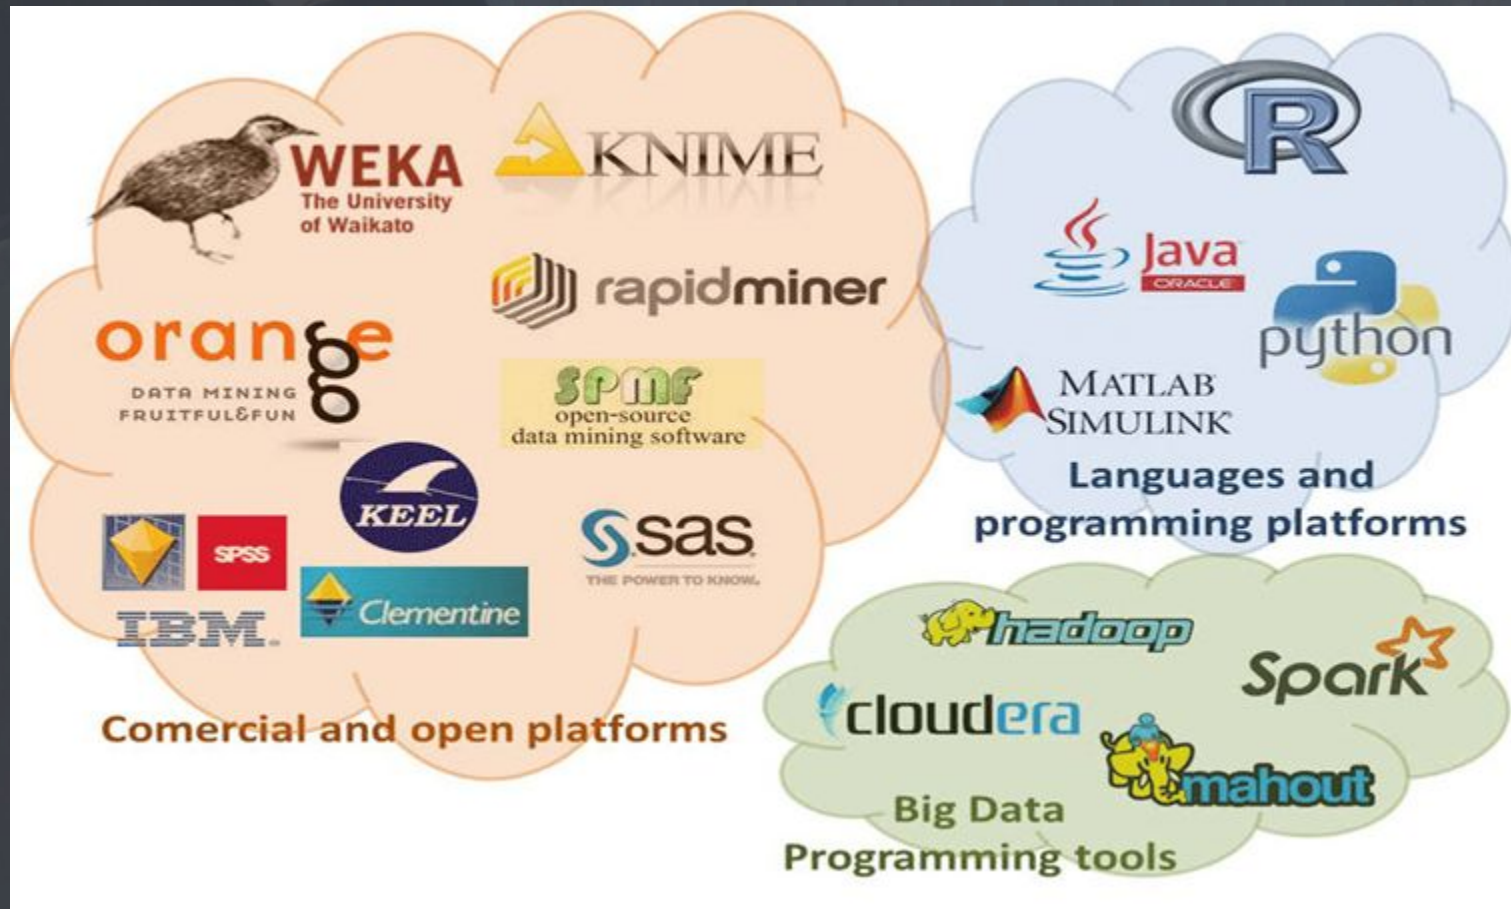 WEKA
The University
of Waikato
KNIME
rapidminer
orange
DATA MINING
FRUITFUL&FUN
SPMF
open-source
data mining software
KEEL
SPSS
IBM
Clementine
sas
THE POWER TO KNOW.
Comercial and open platforms
R
Java
ORACLE
python
MATLAB
SIMULINK
Languages and
programming platforms
hadoop
Spark
cloudera
mahout
Big Data
Programming tools